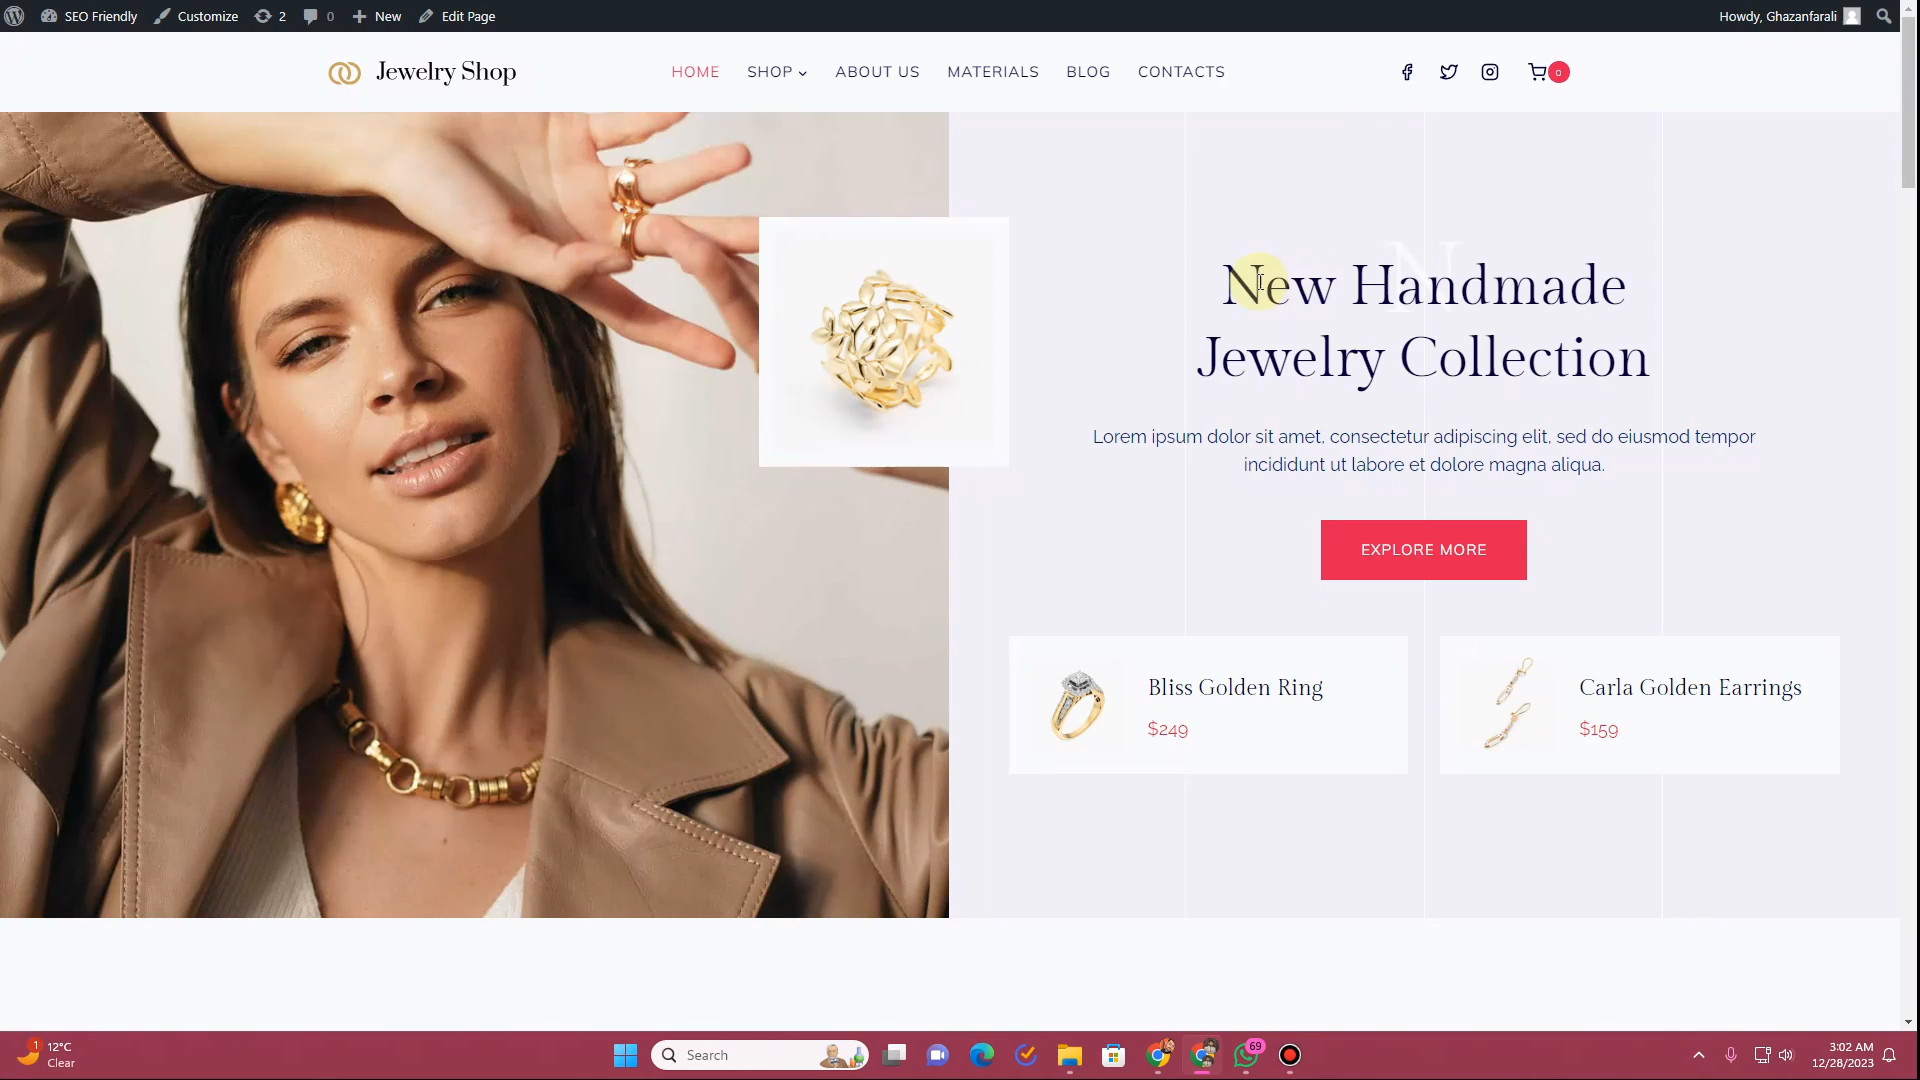 SEO Friendly Customize 2 0 New Edit Page Howdy, Ghazanfarali
Jewelry Shop HOME SHOP ABOUT US MATERIALS BLOG CONTACTS 0
N
New Handmade
Jewelry Collection
Lorem ipsum dolor sit amet, consectetur adipiscing elit, sed do eiusmod tempor
incididunt ut labore et dolore magna aliqua.
EXPLORE MORE
Bliss Golden Ring
$249
Carla Golden Earrings
$159
1
12°C
Clear
Search
69
3:02 AM
12/28/2023